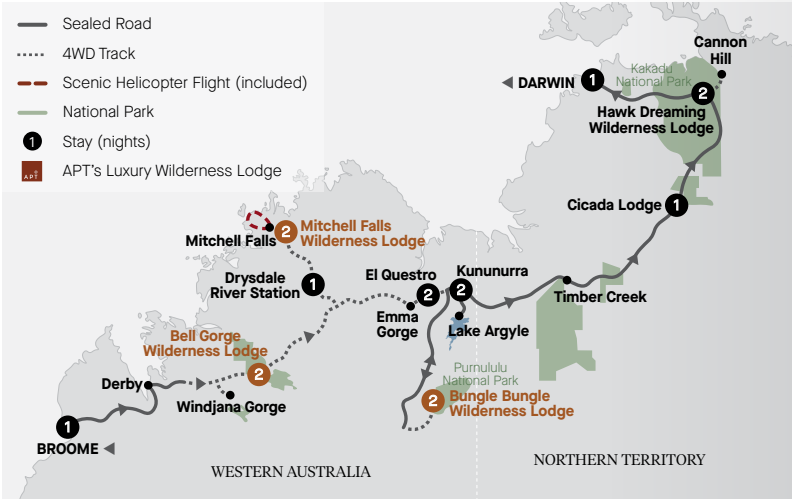 Sealed Road
4WD Track
Scenic Helicopter Flight (included)
National Park
1 Stay (nights)
APT APT's Luxury Wilderness Lodge
Cannon
Hill
Kakadu
National Park
DARWIN 1
2
Hawk Dreaming
Wilderness Lodge
Cicada Lodge 1
Mitchell Falls
2 Mitchell Falls
Wilderness Lodge
Drysdale
River Station
1
El Questro
2
Kununurra
2
Emma
Gorge
Lake Argyle
Timber Creek
Bell Gorge
Wilderness Lodge
2
Purnululu
National Park
2 Bungle Bungle
Wilderness Lodge
Derby
Windjana Gorge
1
BROOME
WESTERN AUSTRALIA
NORTHERN TERRITORY